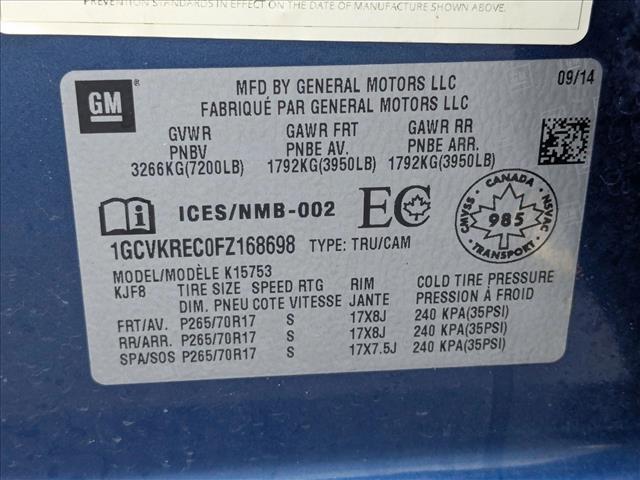 PREVENTION STANDARDS IN EFFECT ON THE DATE OF MANUFACTURE SHOWN ABOVE.
GM ®
MFD BY GENERAL MOTORS LLC 09/14
FABRIQUÉ PAR GENERAL MOTORS LLC
GVWR GAWR FRT GAWR RR
PNBV PNBE AV. PNBE ARR.
3266KG(7200LB) 1792KG(3950LB) 1792KG(3950LB)
i ICES/NMB-002 EC
CANADA
CMVSS 985 NSVAC
TRANSPORT
1GCVKREC0FZ168698 TYPE: TRU/CAM
MODEL/MODÈLE K15753
KJF8 TIRE SIZE SPEED RTG RIM COLD TIRE PRESSURE
DIM. PNEU COTE VITESSE JANTE PRESSION À FROID
FRT/AV. P265/70R17 S 17X8J 240 KPA(35PSI)
RR/ARR. P265/70R17 S 17X8J 240 KPA(35PSI)
SPA/SOS P265/70R17 S 17X7.5J 240 KPA(35PSI)